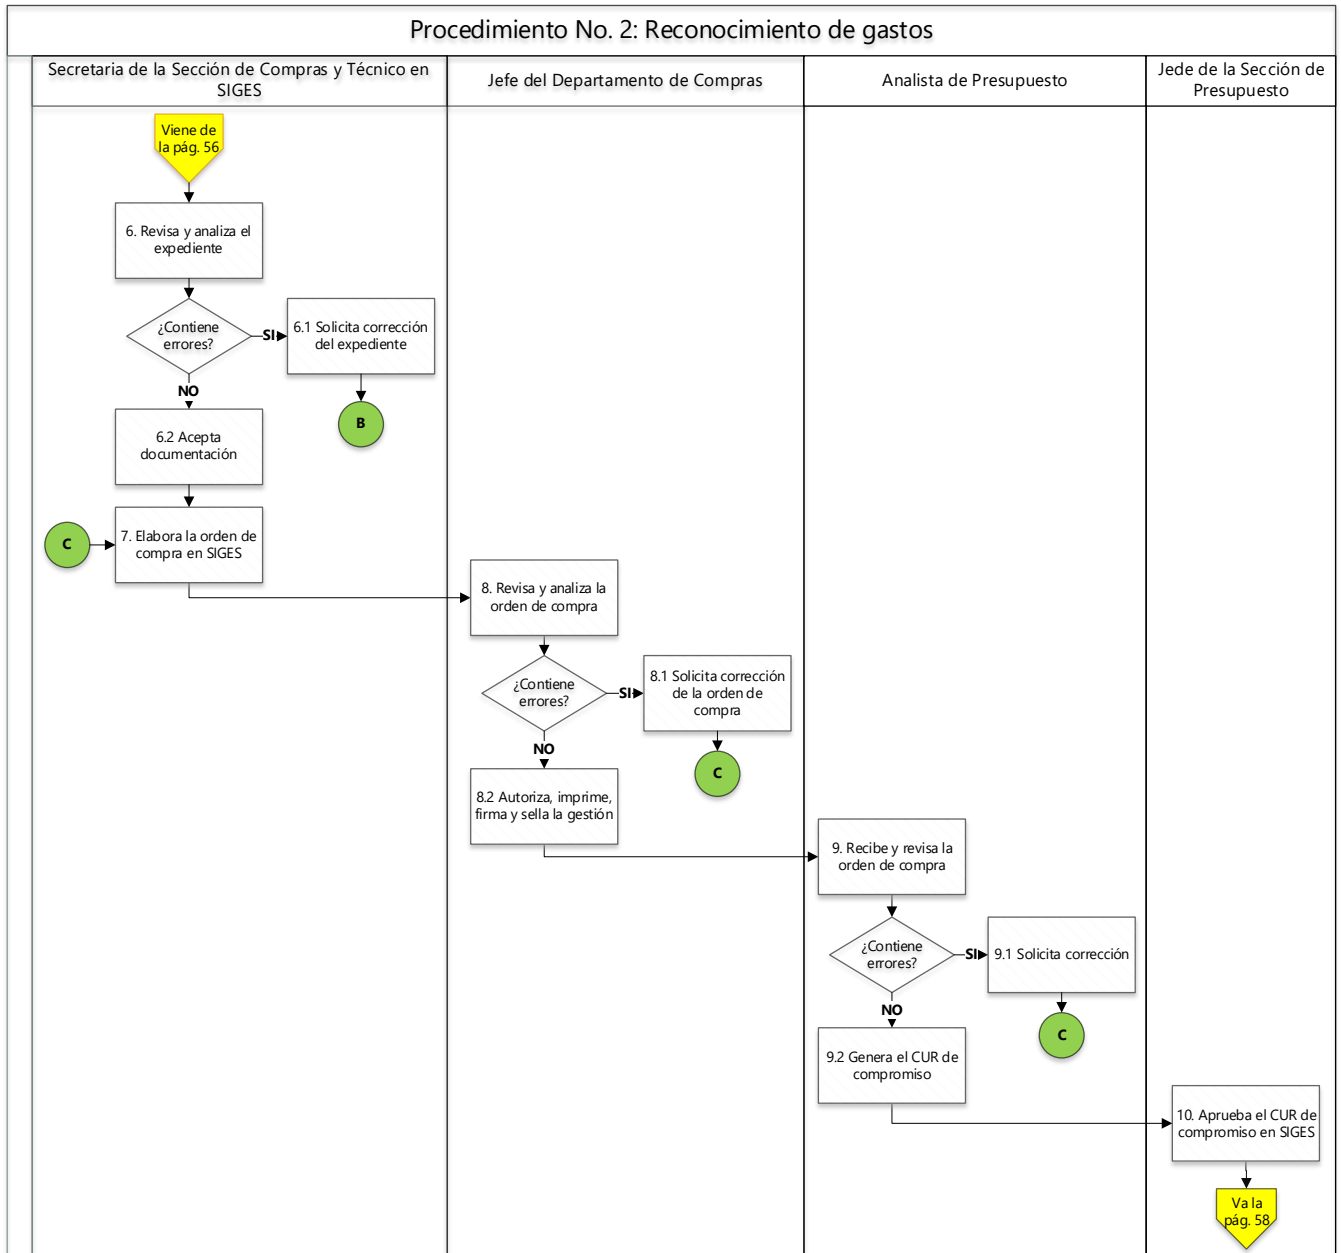 Procedimiento No. 2: Reconocimiento de gastos
Secretaria de la Sección de Compras y Técnico en
SIGES
Jefe del Departamento de Compras
Analista de Presupuesto
Jede de la Sección de
Presupuesto
Viene de
la pág. 56
6. Revisa y analiza el
expediente
¿Contiene
errores?
SI
6.1 Solicita corrección
del expediente
B
NO
6.2 Acepta
documentación
C
7. Elabora la orden de
compra en SIGES
8. Revisa y analiza la
orden de compra
¿Contiene
errores?
SI
8.1 Solicita corrección
de la orden de
compra
C
NO
8.2 Autoriza, imprime,
firma y sella la gestión
9. Recibe y revisa la
orden de compra
¿Contiene
errores?
SI
9.1 Solicita corrección
C
NO
9.2 Genera el CUR de
compromiso
10. Aprueba el CUR de
compromiso en SIGES
Va la
pág. 58